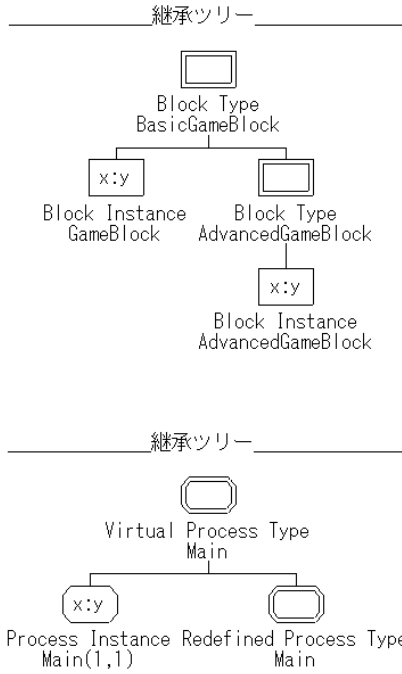 継承ツリー
Block Type
BasicGameBlock
x:y
Block Instance
GameBlock
Block Type
AdvancedGameBlock
x:y
Block Instance
AdvancedGameBlock
継承ツリー
Virtual Process Type
Main
x:y
Process Instance
Main(1,1)
Redefined Process Type
Main